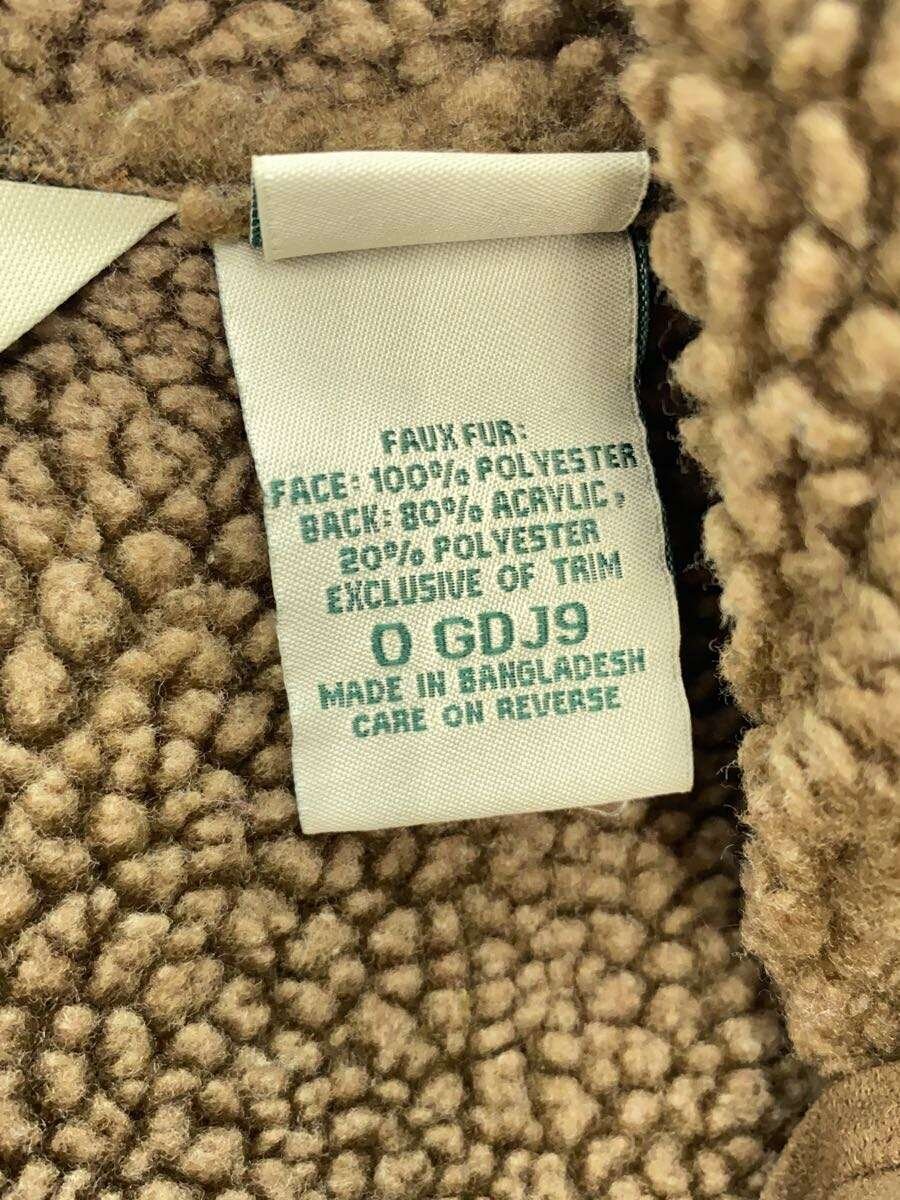 FAUX FUR:
FACE: 100% POLYESTER
BACK: 80% ACRYLIC,
20% POLYESTER
EXCLUSIVE OF TRIM
0 GDJ9
MADE IN BANGLADESH
CARE ON REVERSE